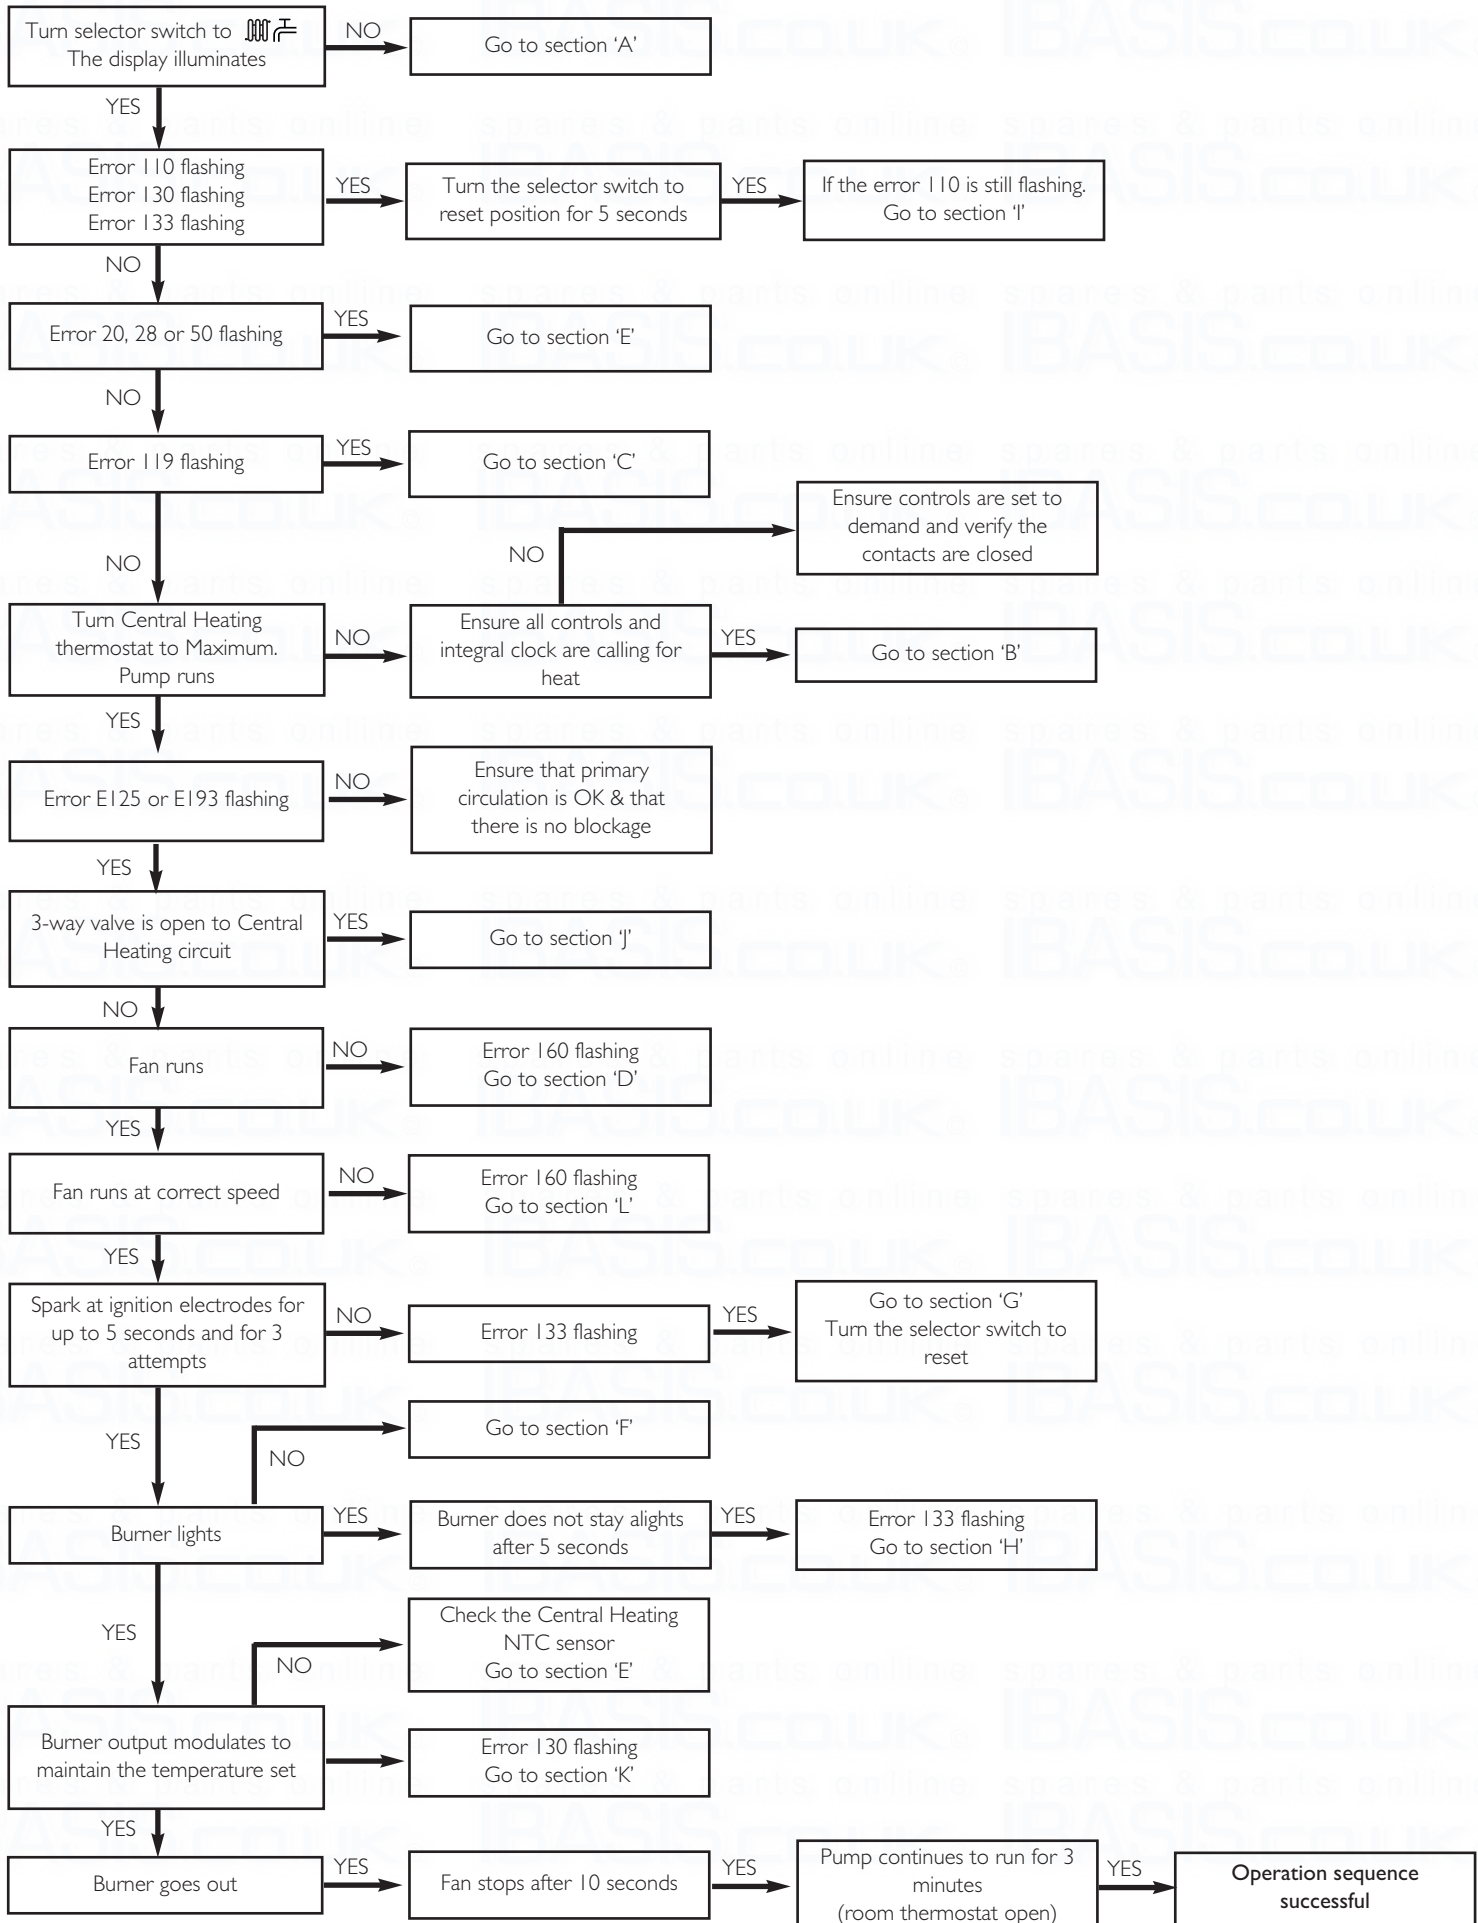 Turn selector switch to
The display illuminates
NO
Go to section ‘A’
YES
Error 110 flashing
Error 130 flashing
Error 133 flashing
YES
Turn the selector switch to
reset position for 5 seconds
YES
If the error 110 is still flashing.
Go to section ‘I’
NO
Error 20, 28 or 50 flashing
YES
Go to section ‘E’
NO
Error 119 flashing
YES
Go to section ‘C’
Ensure controls are set to
demand and verify the
contacts are closed
NO
NO
Turn Central Heating
thermostat to Maximum.
Pump runs
NO
Ensure all controls and
integral clock are calling for
heat
YES
Go to section ‘B’
YES
Error E125 or E193 flashing
NO
Ensure that primary
circulation is OK & that
there is no blockage
YES
3-way valve is open to Central
Heating circuit
YES
Go to section ‘J’
NO
Fan runs
NO
Error 160 flashing
Go to section ‘D’
YES
Fan runs at correct speed
NO
Error 160 flashing
Go to section ‘L’
YES
Spark at ignition electrodes for
up to 5 seconds and for 3
attempts
NO
Error 133 flashing
YES
Go to section ‘G’
Turn the selector switch to
reset
YES
NO
Go to section ‘F’
Burner lights
YES
Burner does not stay alights
after 5 seconds
YES
Error 133 flashing
Go to section ‘H’
YES
NO
Check the Central Heating
NTC sensor
Go to section ‘E’
Burner output modulates to
maintain the temperature set
Error 130 flashing
Go to section ‘K’
YES
Burner goes out
YES
Fan stops after 10 seconds
YES
Pump continues to run for 3
minutes
(room thermostat open)
YES
Operation sequence
successful
spares & parts online
IBASIS.co.uk